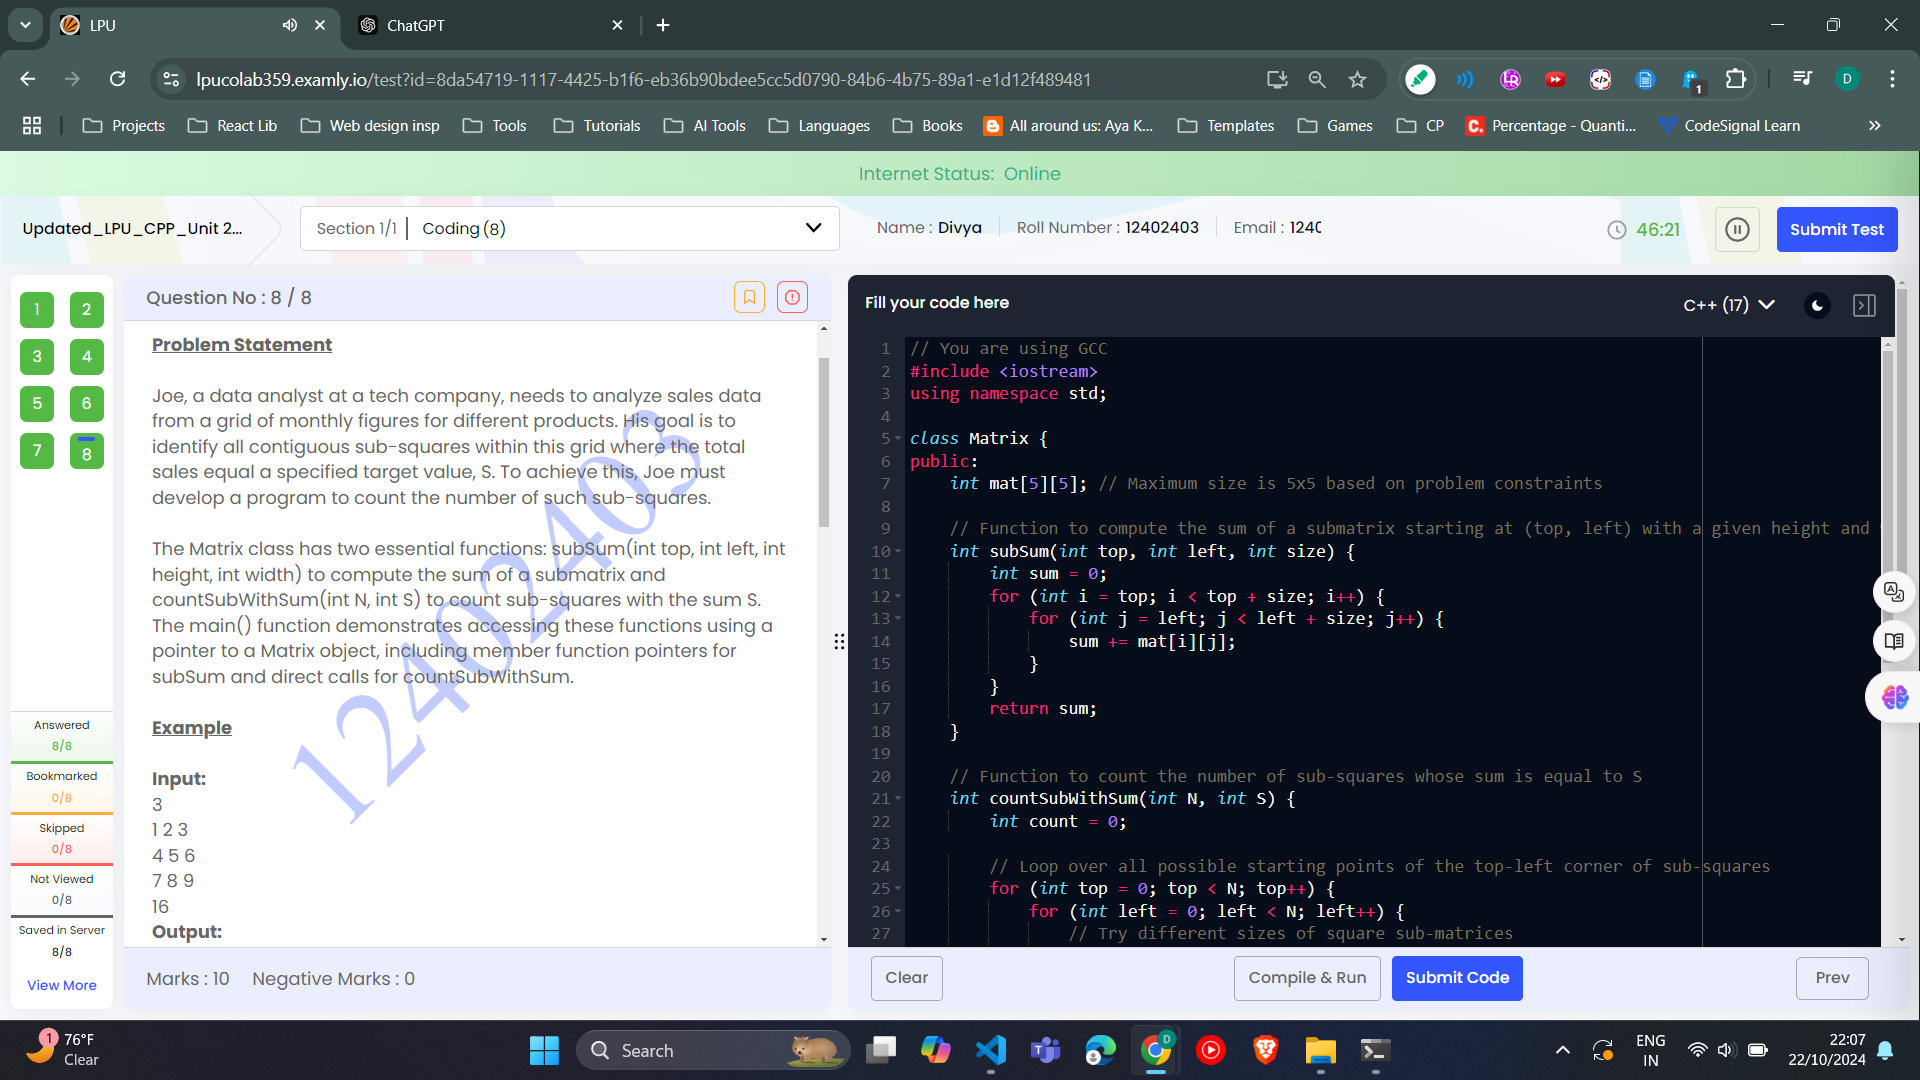 LPU
ChatGPT
lpucolab359.examly.io/test?id=8da54719-1117-4425-b1f6-eb36b90bdee5cc5d0790-84b6-4b75-89a1-e1d12f489481
1
D
Projects
React Lib
Web design insp
Tools
Tutorials
AI Tools
Languages
Books
All around us: Aya K...
Templates
Games
CP
Percentage - Quanti...
CodeSignal Learn
Internet Status: Online
Updated_LPU_CPP_Unit 2...
Section 1/1 | Coding (8)
Name : Divya
Roll Number : 12402403
Email : 1240
46:21
Submit Test
1 2
3 4
5 6
7 8
Answered
8/8
Bookmarked
0/8
Skipped
0/8
Not Viewed
0/8
Saved in Server
8/8
View More
Question No : 8 / 8
Problem Statement
Joe, a data analyst at a tech company, needs to analyze sales data
from a grid of monthly figures for different products. His goal is to
identify all contiguous sub-squares within this grid where the total
sales equal a specified target value, S. To achieve this, Joe must
develop a program to count the number of such sub-squares.
The Matrix class has two essential functions: subSum(int top, int left, int
height, int width) to compute the sum of a submatrix and
countSubWithSum(int N, int S) to count sub-squares with the sum S.
The main() function demonstrates accessing these functions using a
pointer to a Matrix object, including member function pointers for
subSum and direct calls for countSubWithSum.
Example
Input:
3
1 2 3
4 5 6
7 8 9
16
Output:
12402403
Marks : 10
Negative Marks : 0
Fill your code here
C++ (17)
1 // You are using GCC
2 #include <iostream>
3 using namespace std;
4
5 class Matrix {
6 public:
7 int mat[5][5]; // Maximum size is 5x5 based on problem constraints
8
9 // Function to compute the sum of a submatrix starting at (top, left) with a given height and
10 int subSum(int top, int left, int size) {
11 int sum = 0;
12 for (int i = top; i < top + size; i++) {
13 for (int j = left; j < left + size; j++) {
14 sum += mat[i][j];
15 }
16 }
17 return sum;
18 }
19
20 // Function to count the number of sub-squares whose sum is equal to S
21 int countSubWithSum(int N, int S) {
22 int count = 0;
23
24 // Loop over all possible starting points of the top-left corner of sub-squares
25 for (int top = 0; top < N; top++) {
26 for (int left = 0; left < N; left++) {
27 // Try different sizes of square sub-matrices
Clear
Compile & Run
Submit Code
Prev
1
76°F
Clear
Search
D
ENG
IN
22:07
22/10/2024